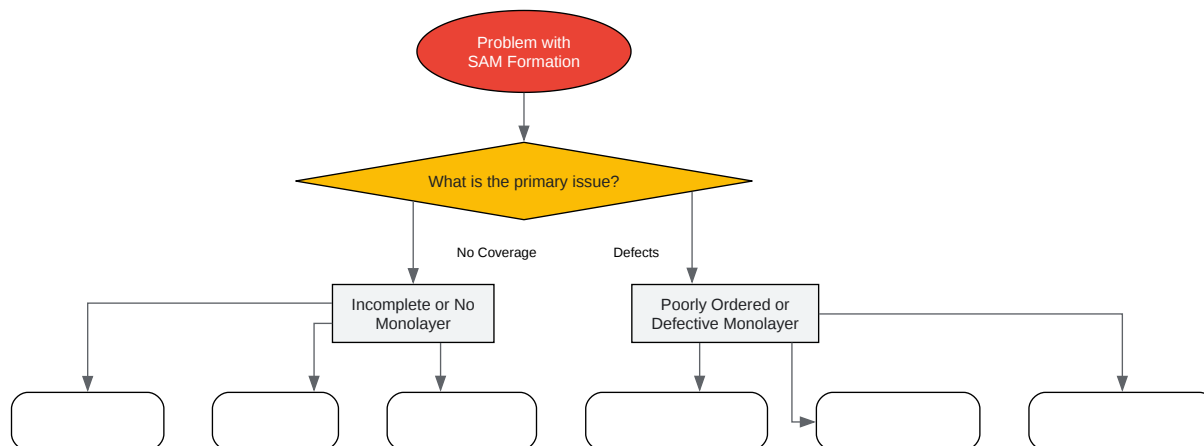 Problem with
SAM Formation
What is the primary issue?
No Coverage
Defects
Incomplete or No
Monolayer
Poorly Ordered or
Defective Monolayer